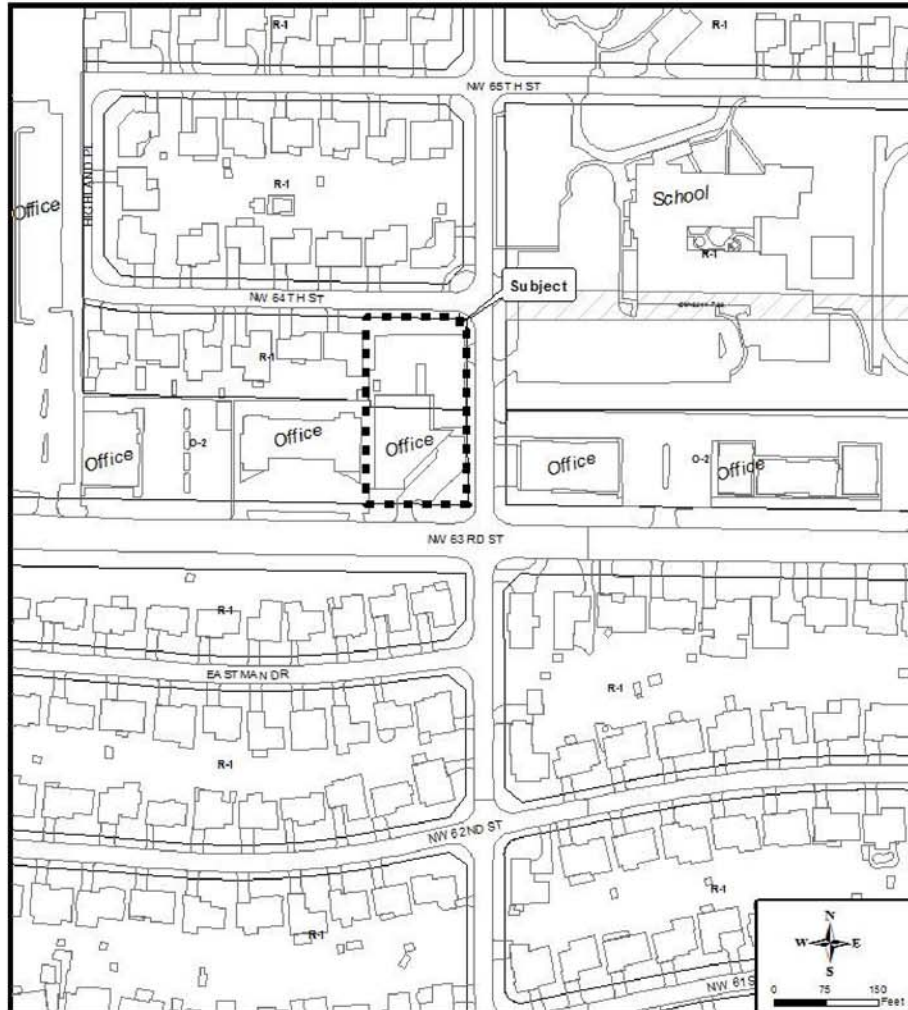 R-1
R-1
NW 65TH ST
HIGHLAND PL
Office
R-1
School
R-1
NW 64TH ST
Subject
R-1
Office
O-2
Office
Office
Office
O-2
Office
NW 63RD ST
R-1
EASTMAN DR
R-1
R-1
NW 62ND ST
R-1
R-1
NW 61S
N
W E
S
0 75 150
Feet